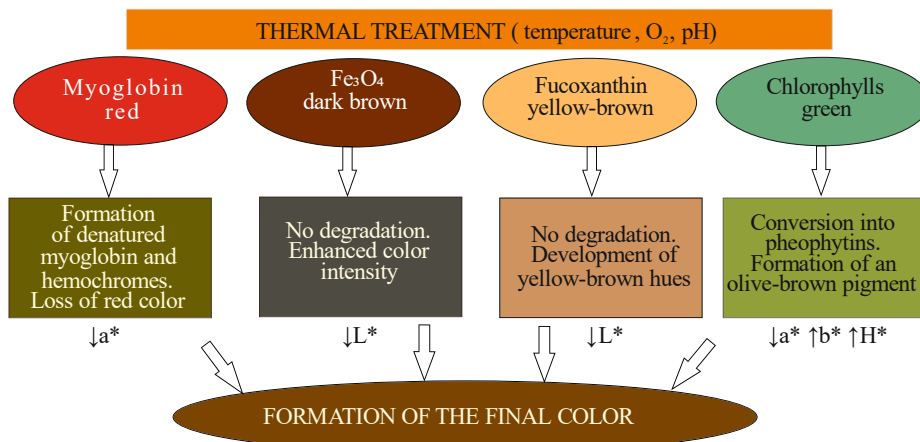 THERMAL TREATMENT ( temperature , O₂, pH)
Myoglobin
red
Fe₃O₄
dark brown
Fucoxanthin
yellow-brown
Chlorophylls
green
Formation
of denatured
myoglobin and
hemochromes.
Loss of red color
No degradation.
Enhanced color
intensity
No degradation.
Development of
yellow-brown hues
Conversion into
pheophytins.
Formation of an
olive-brown pigment
↓a*
↓L*
↓L*
↓a* ↑b* ↑H*
FORMATION OF THE FINAL COLOR